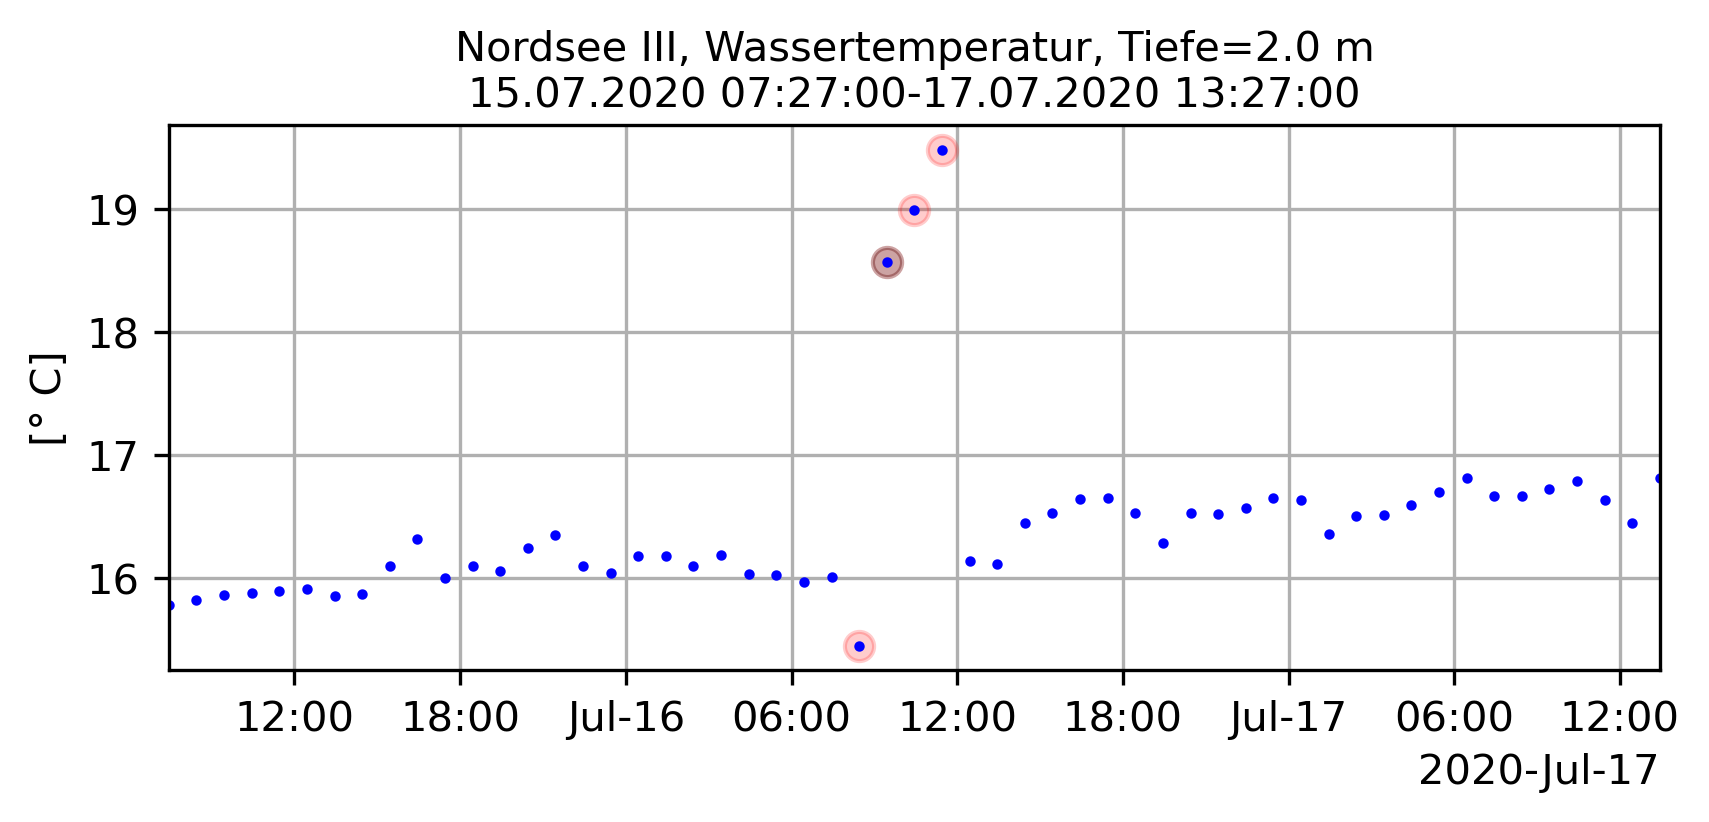 Nordsee III, Wassertemperatur, Tiefe=2.0 m
15.07.2020 07:27:00-17.07.2020 13:27:00
19
18
17
16
[° C]
12:00 18:00 Jul-16 06:00 12:00 18:00 Jul-17 06:00 12:00
2020-Jul-17